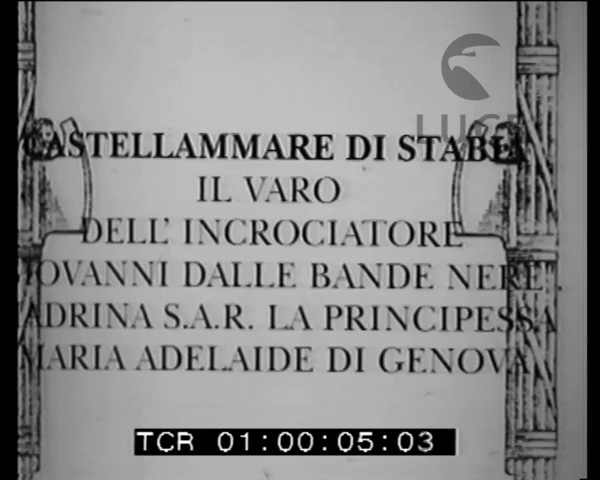 LUCE
CASTELLAMMARE DI STABIA
IL VARO
DELL' INCROCIATORE
GIOVANNI DALLE BANDE NERE".
MADRINA S.A.R. LA PRINCIPESSA
MARIA ADELAIDE DI GENOVA
TCR 01:00:05:03